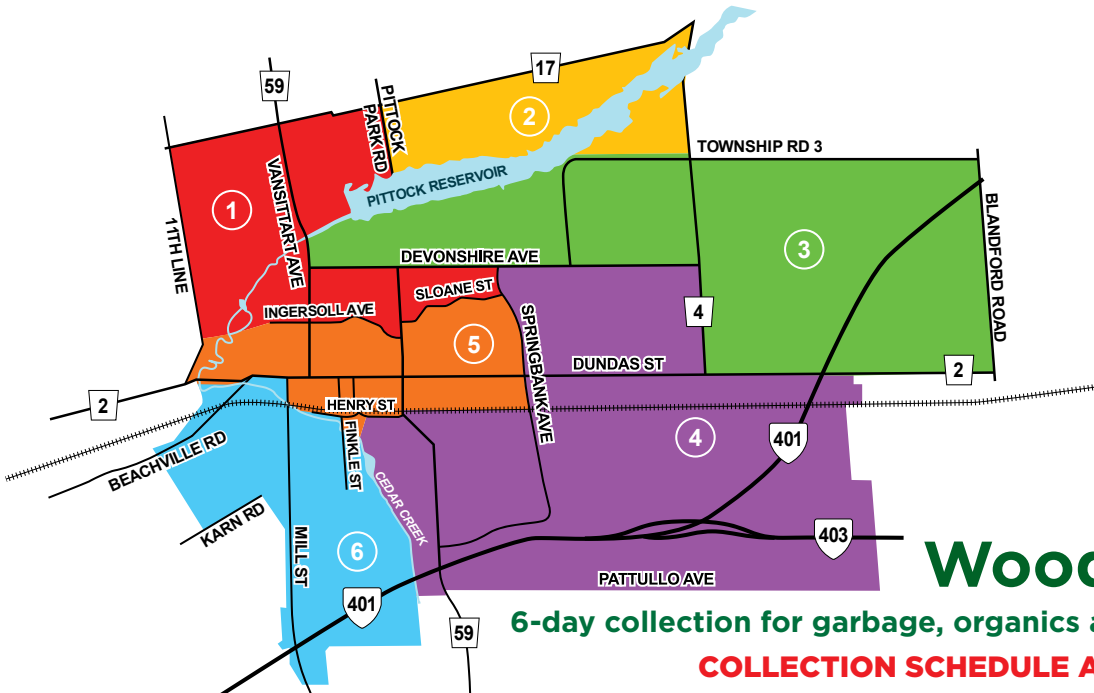 17
59
PITTOCK
PARK RD
2
TOWNSHIP RD 3
PITTOCK RESERVOIR
1
VANSITTART AVE
11TH LINE
BLANDFORD ROAD
3
DEVONSHIRE AVE
SLOANE ST
INGERSOLL AVE
4
5
SPRINGBANK AVE
DUNDAS ST
2
2
HENRY ST
FINKLE ST
BEACHVILLE RD
4
401
CEDAR CREEK
KARN RD
MILL ST
6
403
PATTULLO AVE
401
59
Wood
6-day collection for garbage, organics a
COLLECTION SCHEDULE A